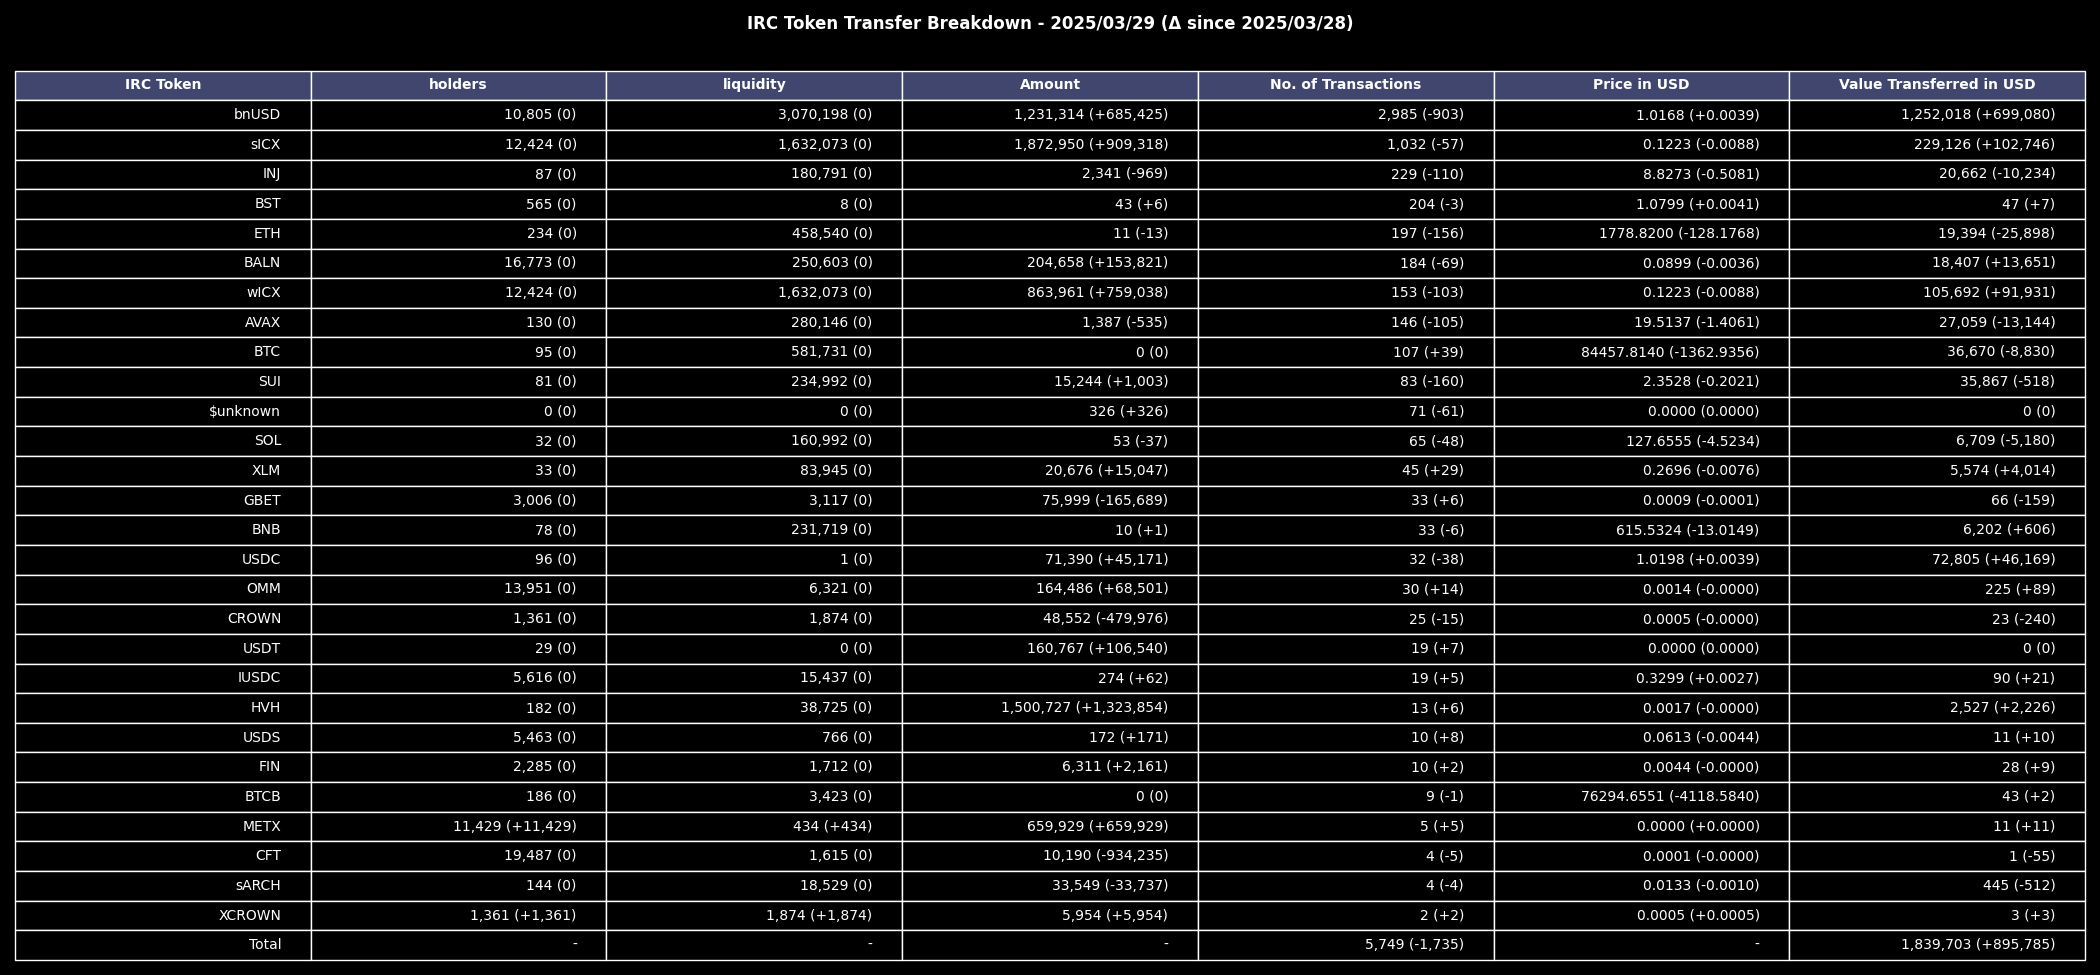 IRC Token Transfer Breakdown - 2025/03/29 (Δ since 2025/03/28)
IRC Token holders liquidity Amount No. of Transactions Price in USD Value Transferred in USD
bnUSD 10,805 (0) 3,070,198 (0) 1,231,314 (+685,425) 2,985 (-903) 1.0168 (+0.0039) 1,252,018 (+699,080)
sICX 12,424 (0) 1,632,073 (0) 1,872,950 (+909,318) 1,032 (-57) 0.1223 (-0.0088) 229,126 (+102,746)
INJ 87 (0) 180,791 (0) 2,341 (-969) 229 (-110) 8.8273 (-0.5081) 20,662 (-10,234)
BST 565 (0) 8 (0) 43 (+6) 204 (-3) 1.0799 (+0.0041) 47 (+7)
ETH 234 (0) 458,540 (0) 11 (-13) 197 (-156) 1778.8200 (-128.1768) 19,394 (-25,898)
BALN 16,773 (0) 250,603 (0) 204,658 (+153,821) 184 (-69) 0.0899 (-0.0036) 18,407 (+13,651)
wICX 12,424 (0) 1,632,073 (0) 863,961 (+759,038) 153 (-103) 0.1223 (-0.0088) 105,692 (+91,931)
AVAX 130 (0) 280,146 (0) 1,387 (-535) 146 (-105) 19.5137 (-1.4061) 27,059 (-13,144)
BTC 95 (0) 581,731 (0) 0 (0) 107 (+39) 84457.8140 (-1362.9356) 36,670 (-8,830)
SUI 81 (0) 234,992 (0) 15,244 (+1,003) 83 (-160) 2.3528 (-0.2021) 35,867 (-518)
$unknown 0 (0) 0 (0) 326 (+326) 71 (-61) 0.0000 (0.0000) 0 (0)
SOL 32 (0) 160,992 (0) 53 (-37) 65 (-48) 127.6555 (-4.5234) 6,709 (-5,180)
XLM 33 (0) 83,945 (0) 20,676 (+15,047) 45 (+29) 0.2696 (-0.0076) 5,574 (+4,014)
GBET 3,006 (0) 3,117 (0) 75,999 (-165,689) 33 (+6) 0.0009 (-0.0001) 66 (-159)
BNB 78 (0) 231,719 (0) 10 (+1) 33 (-6) 615.5324 (-13.0149) 6,202 (+606)
USDC 96 (0) 1 (0) 71,390 (+45,171) 32 (-38) 1.0198 (+0.0039) 72,805 (+46,169)
OMM 13,951 (0) 6,321 (0) 164,486 (+68,501) 30 (+14) 0.0014 (-0.0000) 225 (+89)
CROWN 1,361 (0) 1,874 (0) 48,552 (-479,976) 25 (-15) 0.0005 (-0.0000) 23 (-240)
USDT 29 (0) 0 (0) 160,767 (+106,540) 19 (+7) 0.0000 (0.0000) 0 (0)
IUSDC 5,616 (0) 15,437 (0) 274 (+62) 19 (+5) 0.3299 (+0.0027) 90 (+21)
HVH 182 (0) 38,725 (0) 1,500,727 (+1,323,854) 13 (+6) 0.0017 (-0.0000) 2,527 (+2,226)
USDS 5,463 (0) 766 (0) 172 (+171) 10 (+8) 0.0613 (-0.0044) 11 (+10)
FIN 2,285 (0) 1,712 (0) 6,311 (+2,161) 10 (+2) 0.0044 (-0.0000) 28 (+9)
BTCB 186 (0) 3,423 (0) 0 (0) 9 (-1) 76294.6551 (-4118.5840) 43 (+2)
METX 11,429 (+11,429) 434 (+434) 659,929 (+659,929) 5 (+5) 0.0000 (+0.0000) 11 (+11)
CFT 19,487 (0) 1,615 (0) 10,190 (-934,235) 4 (-5) 0.0001 (-0.0000) 1 (-55)
sARCH 144 (0) 18,529 (0) 33,549 (-33,737) 4 (-4) 0.0133 (-0.0010) 445 (-512)
XCROWN 1,361 (+1,361) 1,874 (+1,874) 5,954 (+5,954) 2 (+2) 0.0005 (+0.0005) 3 (+3)
Total - - - 5,749 (-1,735) - 1,839,703 (+895,785)